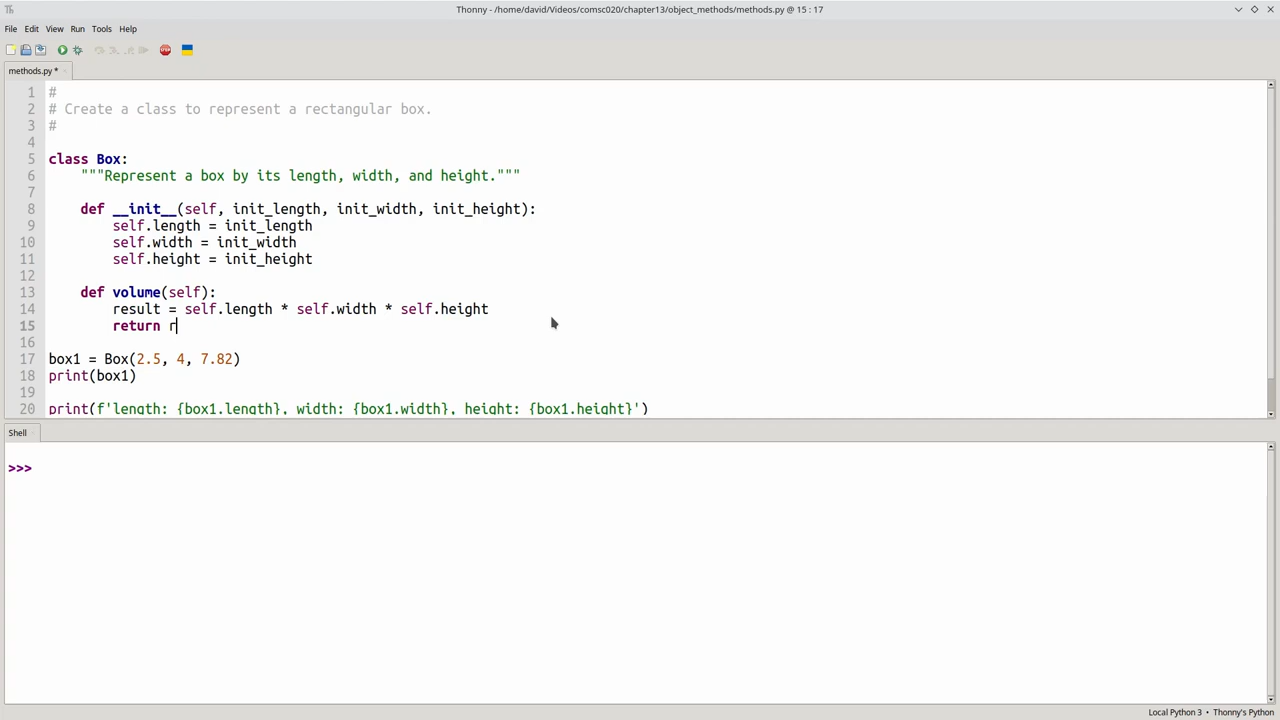 Thonny - /home/david/Videos/comsc020/chapter13/object_methods/methods.py @ 15 : 17
File Edit View Run Tools Help
methods.py *
1 #
2 # Create a class to represent a rectangular box.
3 #
4
5 class Box:
6 """Represent a box by its length, width, and height."""
7
8 def __init__(self, init_length, init_width, init_height):
9 self.length = init_length
10 self.width = init_width
11 self.height = init_height
12
13 def volume(self):
14 result = self.length * self.width * self.height
15 return r
16
17 box1 = Box(2.5, 4, 7.82)
18 print(box1)
19
20 print(f'length: {box1.length}, width: {box1.width}, height: {box1.height}')
Shell
>>>
Local Python 3 • Thonny's Python